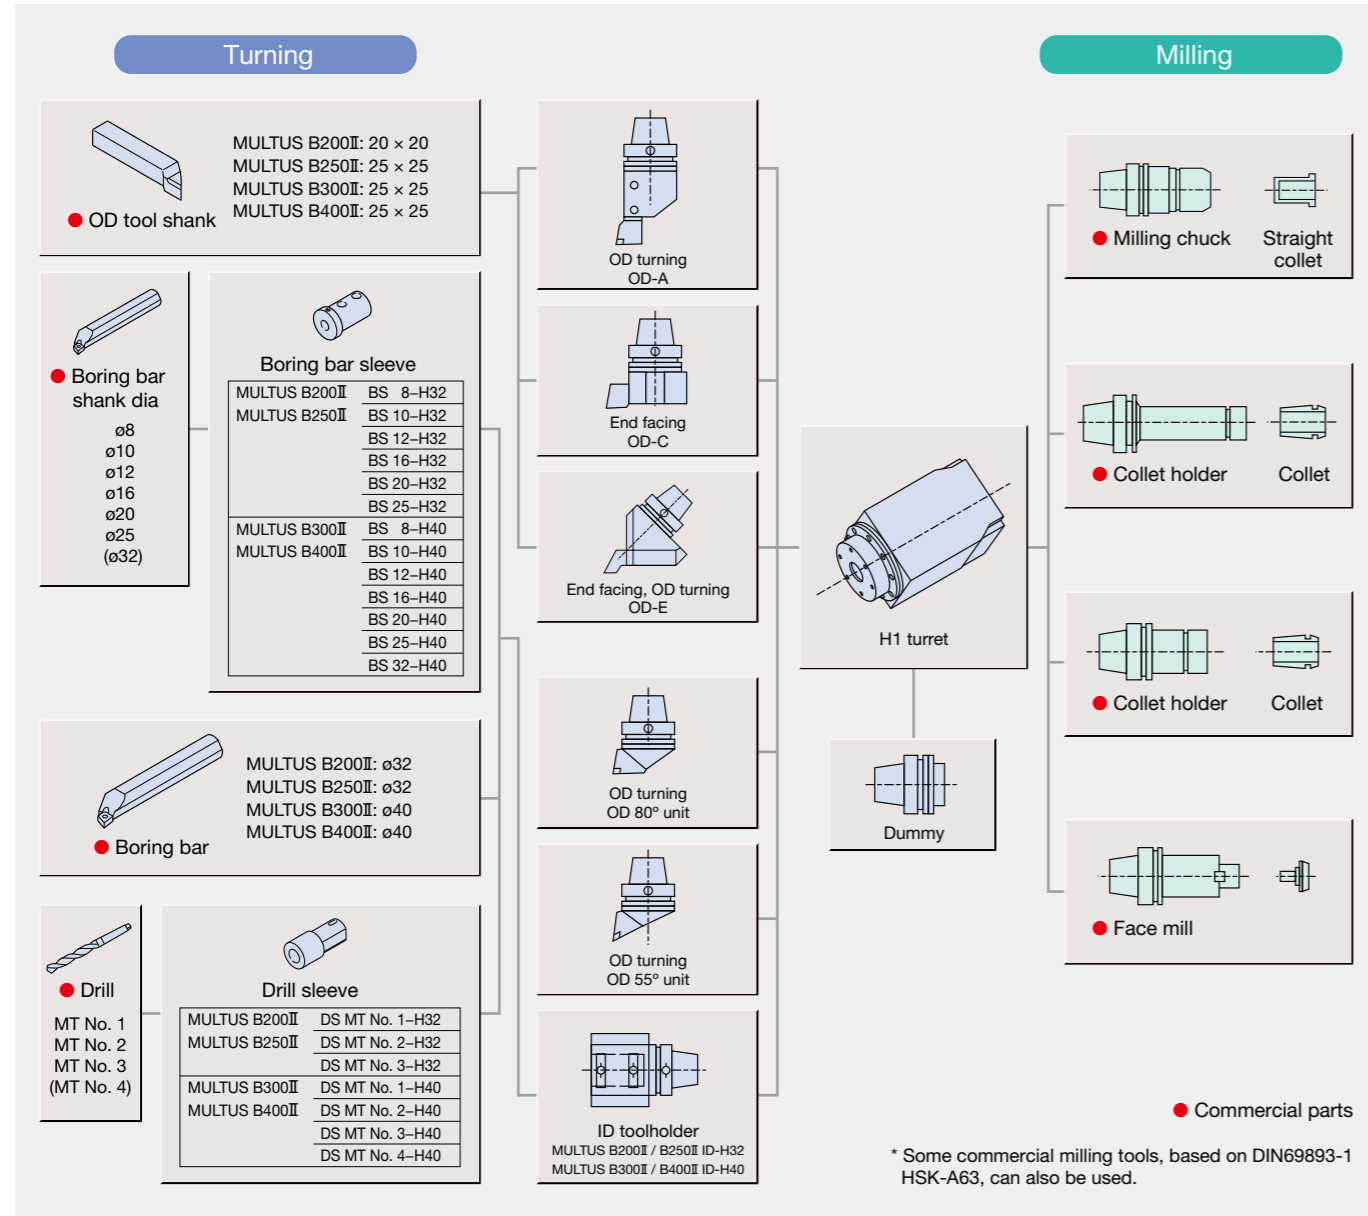 Turning
Milling
MULTUS B200Ⅱ: 20 × 20
MULTUS B250Ⅱ: 25 × 25
MULTUS B300Ⅱ: 25 × 25
MULTUS B400Ⅱ: 25 × 25
OD tool shank
Boring bar
shank dia
ø8
ø10
ø12
ø16
ø20
ø25
(ø32)
Boring bar sleeve
MULTUS B200Ⅱ BS 8–H32
MULTUS B250Ⅱ BS 10–H32
BS 12–H32
BS 16–H32
BS 20–H32
BS 25–H32
MULTUS B300Ⅱ BS 8–H40
MULTUS B400Ⅱ BS 10–H40
BS 12–H40
BS 16–H40
BS 20–H40
BS 25–H40
BS 32–H40
MULTUS B200Ⅱ: ø32
MULTUS B250Ⅱ: ø32
MULTUS B300Ⅱ: ø40
MULTUS B400Ⅱ: ø40
Boring bar
Drill
MT No. 1
MT No. 2
MT No. 3
(MT No. 4)
Drill sleeve
MULTUS B200Ⅱ DS MT No. 1–H32
MULTUS B250Ⅱ DS MT No. 2–H32
DS MT No. 3–H32
MULTUS B300Ⅱ DS MT No. 1–H40
MULTUS B400Ⅱ DS MT No. 2–H40
DS MT No. 3–H40
DS MT No. 4–H40
OD turning
OD-A
End facing
OD-C
End facing, OD turning
OD-E
OD turning
OD 80º unit
OD turning
OD 55º unit
ID toolholder
MULTUS B200Ⅱ / B250Ⅱ ID-H32
MULTUS B300Ⅱ / B400Ⅱ ID-H40
H1 turret
Dummy
Milling chuck
Straight
collet
Collet holder
Collet
Collet holder
Collet
Face mill
Commercial parts
* Some commercial milling tools, based on DIN69893-1
HSK-A63, can also be used.